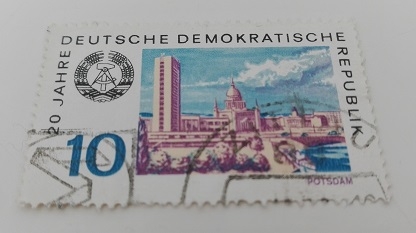 20 JAHRE DEUTSCHE DEMOKRATISCHE REPUBLIK
10
POTSDAM